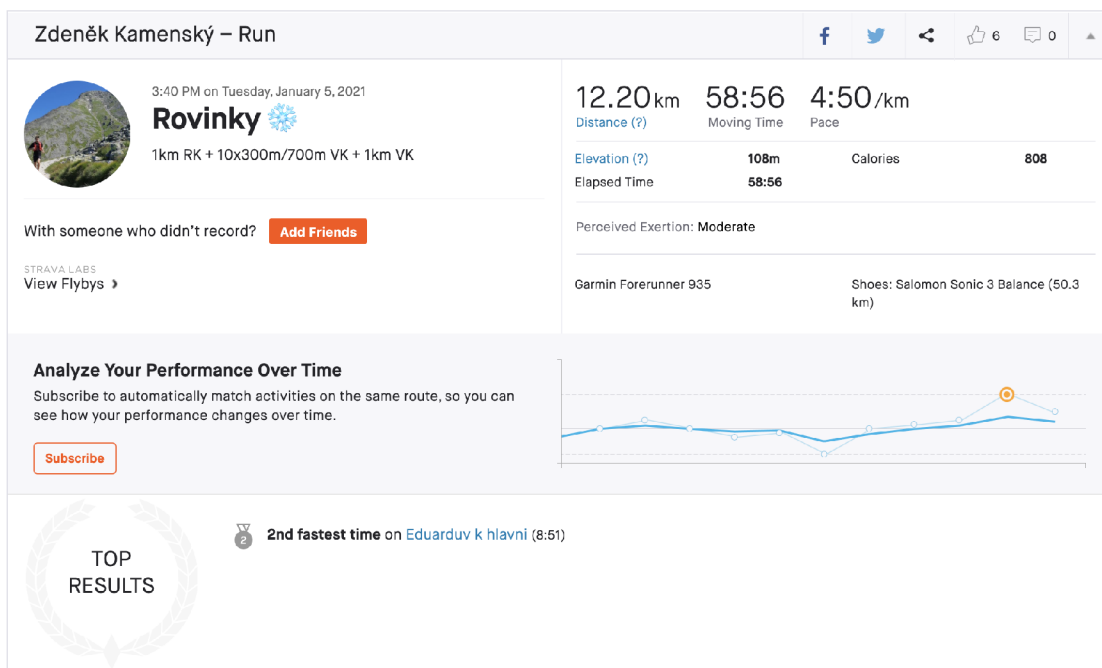 Zdeněk Kamenský – Run
6
0
3:40 PM on Tuesday, January 5, 2021
Rovinky
1km RK + 10x300m/700m VK + 1km VK
With someone who didn't record?
Add Friends
STRAVA LABS
View Flybys
12.20 km
Distance (?)
58:56
Moving Time
4:50 /km
Pace
Elevation (?) 108m
Calories 808
Elapsed Time 58:56
Perceived Exertion: Moderate
Garmin Forerunner 935
Shoes: Salomon Sonic 3 Balance (50.3
km)
Analyze Your Performance Over Time
Subscribe to automatically match activities on the same route, so you can
see how your performance changes over time.
Subscribe
TOP
RESULTS
2
2nd fastest time on Eduarduv k hlavni (8:51)